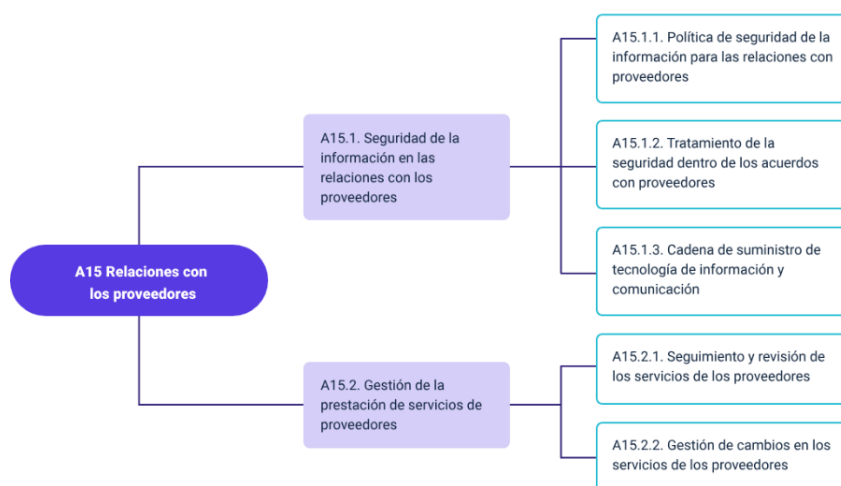 A15 Relaciones con
los proveedores
A15.1. Seguridad de la
información en las
relaciones con los
proveedores
A15.1.1. Política de seguridad de la
información para las relaciones con
proveedores
A15.1.2. Tratamiento de la
seguridad dentro de los acuerdos
con proveedores
A15.1.3. Cadena de suministro de
tecnología de información y
comunicación
A15.2. Gestión de la
prestación de servicios de
proveedores
A15.2.1. Seguimiento y revisión de
los servicios de los proveedores
A15.2.2. Gestión de cambios en los
servicios de los proveedores